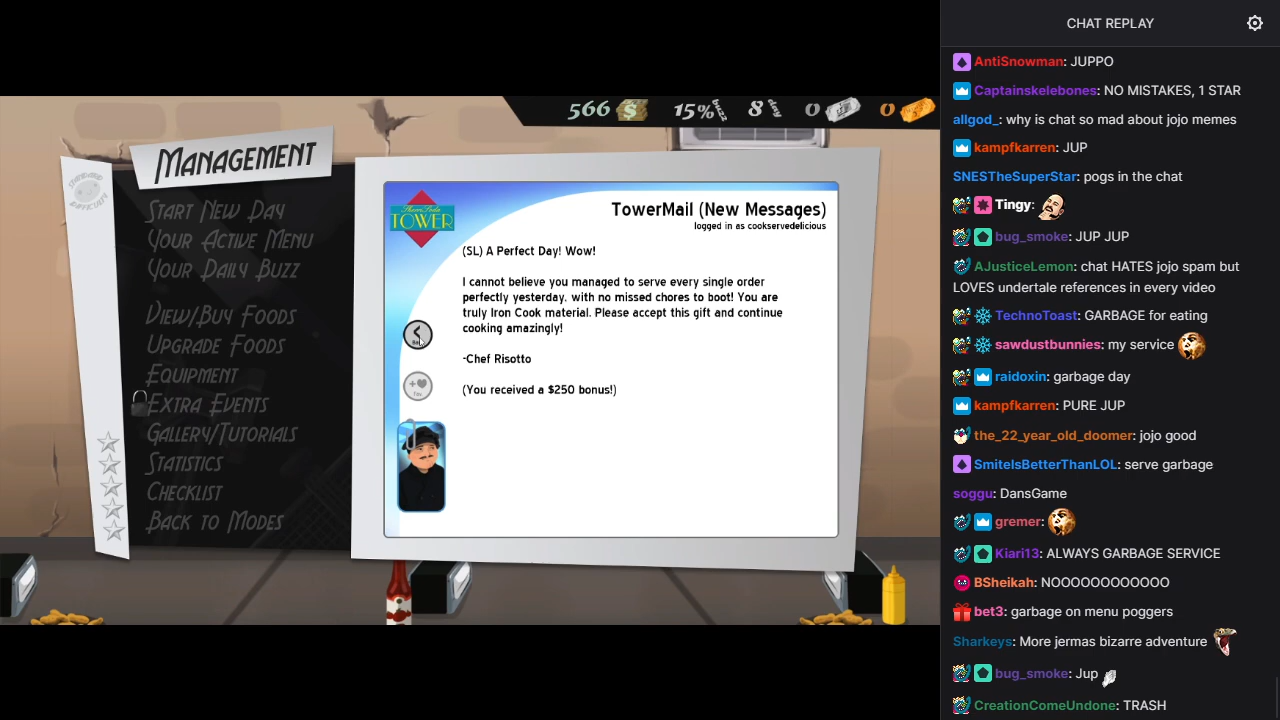 566 15% buzz 8 day 0 0
MANAGEMENT
START NEW DAY
YOUR ACTIVE MENU
YOUR DAILY BUZZ
VIEW/BUY FOODS
UPGRADE FOODS
EQUIPMENT
EXTRA EVENTS
GALLERY/TUTORIALS
STATISTICS
CHECKLIST
BACK TO MODES
TOWER
TowerMail (New Messages)
logged in as cookservedelicious
(SL) A Perfect Day! Wow!
I cannot believe you managed to serve every single order
perfectly yesterday, with no missed chores to boot! You are
truly Iron Cook material. Please accept this gift and continue
cooking amazingly!
-Chef Risotto
(You received a $250 bonus!)
CHAT REPLAY
AntiSnowman: JUPPO
Captainskelebones: NO MISTAKES, 1 STAR
allgod_: why is chat so mad about jojo memes
kampfkarren: JUP
SNESTheSuperStar: pogs in the chat
Tingy:
bug_smoke: JUP JUP
AJusticeLemon: chat HATES jojo spam but
LOVES undertale references in every video
TechnoToast: GARBAGE for eating
sawdustbunnies: my service
raidoxin: garbage day
kampfkarren: PURE JUP
the_22_year_old_doomer: jojo good
SmiteIsBetterThanLOL: serve garbage
soggu: DansGame
gremer:
Kiari13: ALWAYS GARBAGE SERVICE
BSheikah: NOOOOOOOOOOOO
bet3: garbage on menu poggers
Sharkeys: More jermas bizarre adventure
bug_smoke: Jup
CreationComeUndone: TRASH